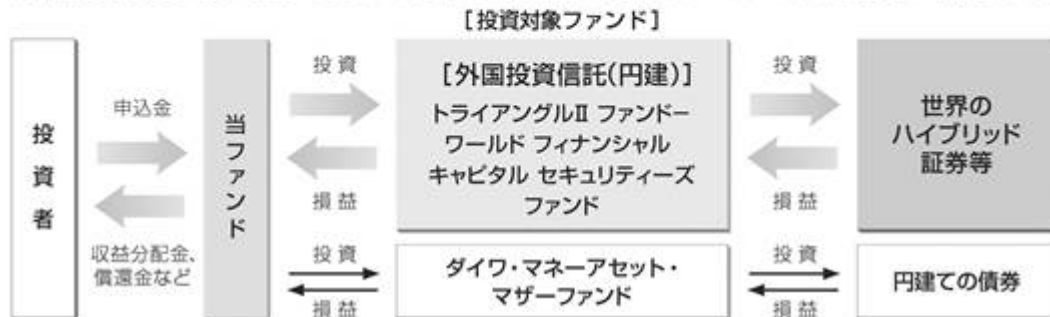 [投資対象ファンド]
投資者
申込金
収益分配金、
償還金など
当ファンド
投資
損益
[外国投資信託(円建)]
トライアングルⅡ ファンドー
ワールド フィナンシャル
キャピタル セキュリティーズ
ファンド
投資
損益
世界の
ハイブリッド
証券等
投資
損益
ダイワ・マネーアセット・
マザーファンド
投資
損益
円建ての債券